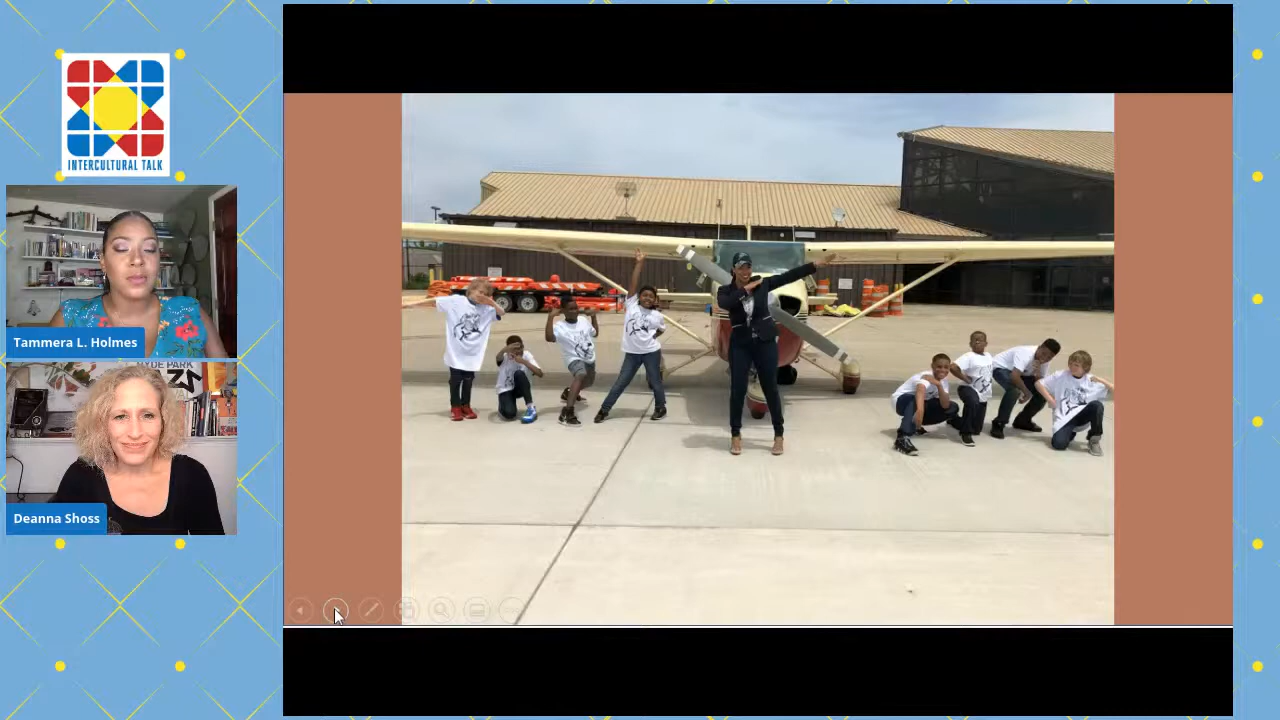 INTERCULTURAL TALK
Tammera L. Holmes
HYDE PARK
Deanna Shoss